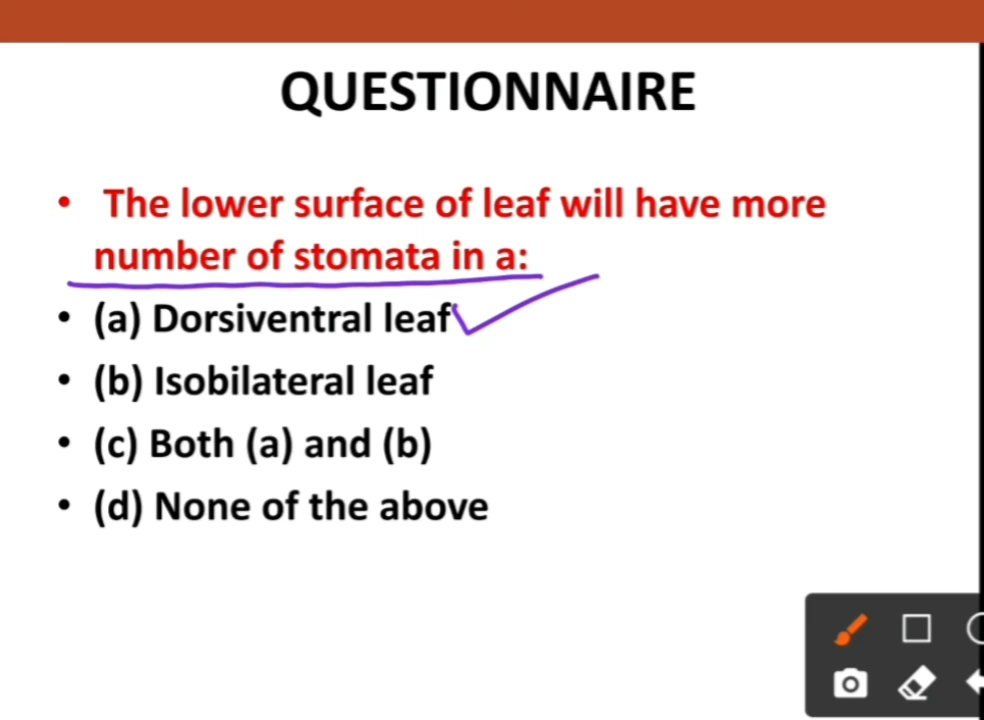 QUESTIONNAIRE
• The lower surface of leaf will have more
number of stomata in a:
• (a) Dorsiventral leaf
• (b) Isobilateral leaf
• (c) Both (a) and (b)
• (d) None of the above